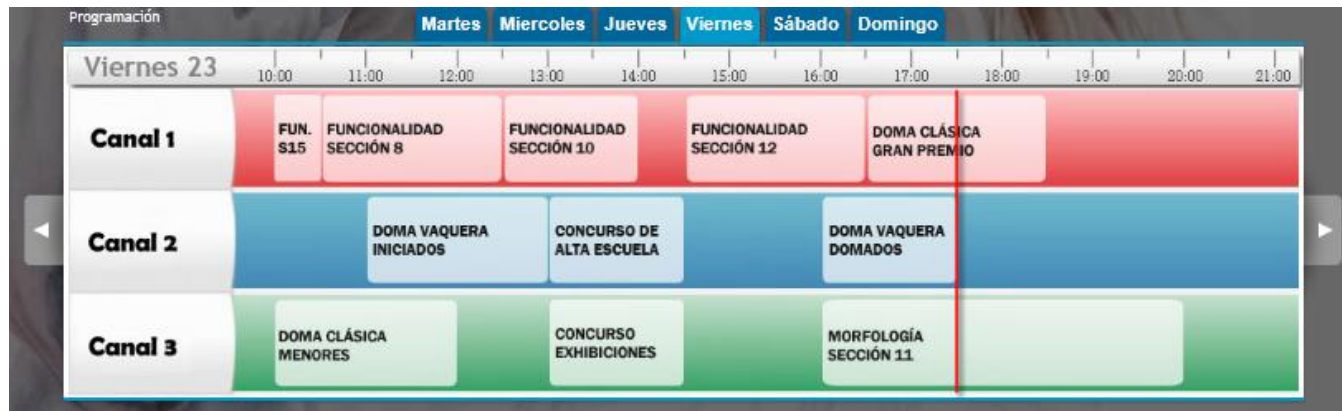 Programación
Martes Miercoles Jueves Viernes Sábado Domingo
Viernes 23
10:00 11:00 12:00 13:00 14:00 15:00 16:00 17:00 18:00 19:00 20:00 21:00
Canal 1
FUN.
S15
FUNCIONALIDAD
SECCIÓN 8
FUNCIONALIDAD
SECCIÓN 10
FUNCIONALIDAD
SECCIÓN 12
DOMA CLÁSICA
GRAN PREMIO
Canal 2
DOMA VAQUERA
INICIADOS
CONCURSO DE
ALTA ESCUELA
DOMA VAQUERA
DOMADOS
Canal 3
DOMA CLÁSICA
MENORES
CONCURSO
EXHIBICIONES
MORFOLOGÍA
SECCIÓN 11